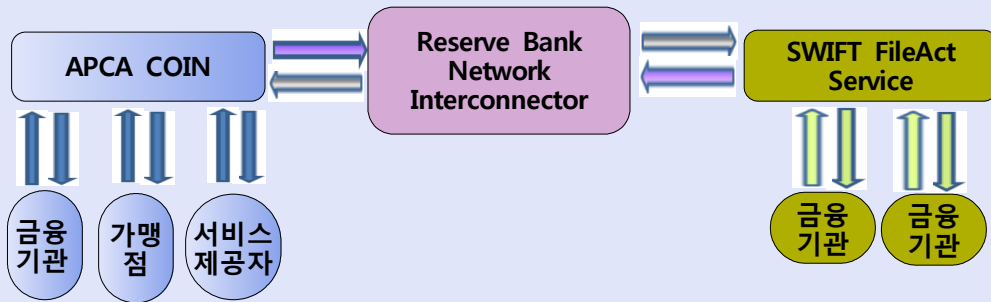 APCA COIN
Reserve Bank
Network
Interconnector
SWIFT FileAct
Service
금융
기관
가맹
점
서비스
제공자
금융
기관
금융
기관